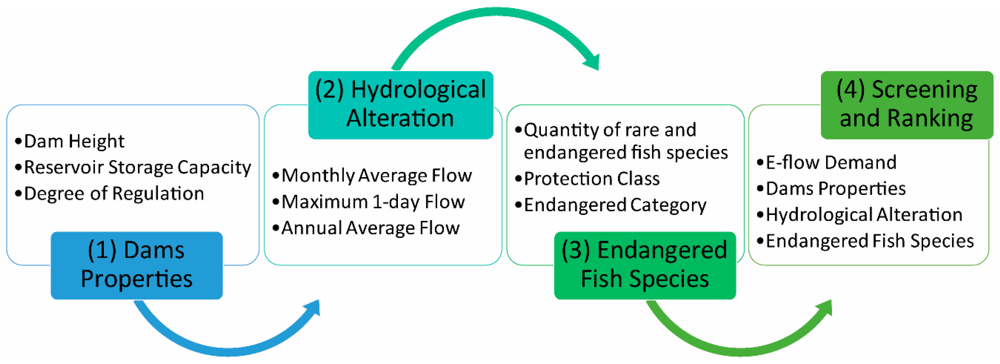 •Dam Height
•Reservoir Storage Capacity
•Degree of Regulation
(1) Dams
Properties
(2) Hydrological
Alteration
•Monthly Average Flow
•Maximum 1-day Flow
•Annual Average Flow
•Quantity of rare and
endangered fish species
•Protection Class
•Endangered Category
(3) Endangered
Fish Species
(4) Screening
and Ranking
•E-flow Demand
•Dams Properties
•Hydrological Alteration
•Endangered Fish Species